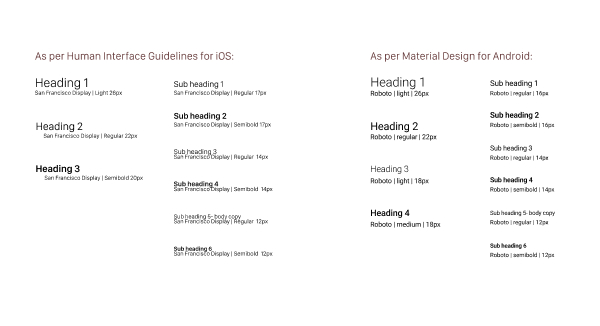 As per Human Interface Guidelines for iOS:
Heading 1
San Francisco Display | Light 26px
Heading 2
San Francisco Display | Regular 22px
Heading 3
San Francisco Display | Semibold 20px
Sub heading 1
San Francisco Display | Regular 17px
Sub heading 2
San Francisco Display | Semibold 17px
Sub heading 3
San Francisco Display | Regular 14px
Sub heading 4
San Francisco Display | Semibold 14px
Sub heading 5- body copy
San Francisco Display | Regular 12px
Sub heading 6
San Francisco Display | Semibold 12px
As per Material Design for Android:
Heading 1
Roboto | light | 26px
Heading 2
Roboto | regular | 22px
Heading 3
Roboto | light | 18px
Heading 4
Roboto | medium | 18px
Sub heading 1
Roboto | regular | 16px
Sub heading 2
Roboto | semibold | 16px
Sub heading 3
Roboto | regular | 14px
Sub heading 4
Roboto | semibold | 14px
Sub heading 5- body copy
Roboto | regular | 12px
Sub heading 6
Roboto | semibold | 12px